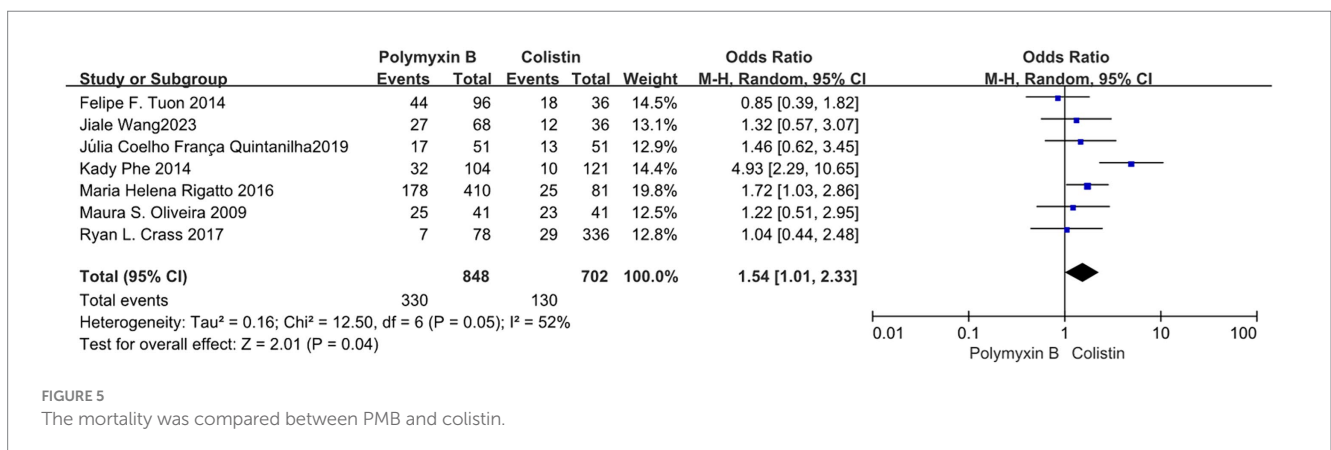 Polymyxin B Colistin Odds Ratio Odds Ratio
Study or Subgroup Events Total Events Total Weight M-H, Random, 95% CI M-H, Random, 95% CI
Felipe F. Tuon 2014 44 96 18 36 14.5% 0.85 [0.39, 1.82]
Jiale Wang2023 27 68 12 36 13.1% 1.32 [0.57, 3.07]
Júlia Coelho França Quintanilha2019 17 51 13 51 12.9% 1.46 [0.62, 3.45]
Kady Phe 2014 32 104 10 121 14.4% 4.93 [2.29, 10.65]
Maria Helena Rigatto 2016 178 410 25 81 19.8% 1.72 [1.03, 2.86]
Maura S. Oliveira 2009 25 41 23 41 12.5% 1.22 [0.51, 2.95]
Ryan L. Crass 2017 7 78 29 336 12.8% 1.04 [0.44, 2.48]
Total (95% CI) 848 702 100.0% 1.54 [1.01, 2.33]
Total events 330 130
Heterogeneity: Tau² = 0.16; Chi² = 12.50, df = 6 (P = 0.05); I² = 52%
Test for overall effect: Z = 2.01 (P = 0.04)
0.01 0.1 1 10 100
Polymyxin B Colistin
FIGURE 5
The mortality was compared between PMB and colistin.